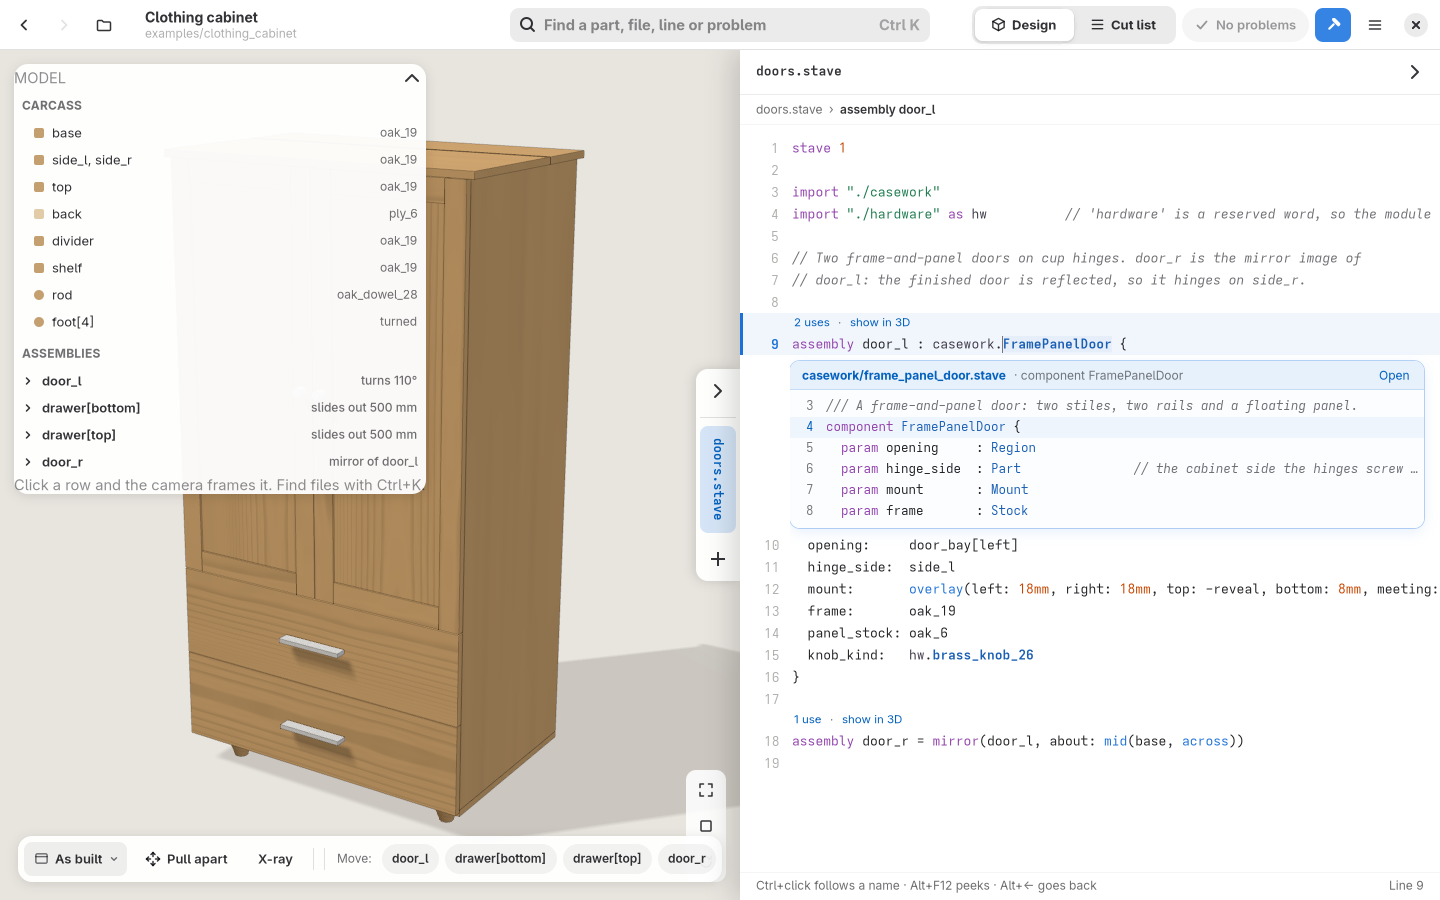 Clothing cabinet
examples/clothing_cabinet
Find a part, file, line or problem
Ctrl K
Design
Cut list
No problems
MODEL
CARCASS
base oak_19
side_l, side_r oak_19
top oak_19
back ply_6
divider oak_19
shelf oak_19
rod oak_dowel_28
foot[4] turned
ASSEMBLIES
door_l turns 110°
drawer[bottom] slides out 500 mm
drawer[top] slides out 500 mm
door_r mirror of door_l
Click a row and the camera frames it. Find files with Ctrl+K
doors.stave
As built
Pull apart
X-ray
Move:
door_l
drawer[bottom]
drawer[top]
door_r
doors.stave
doors.stave › assembly door_l
1 stave 1
2
3 import "./casework"
4 import "./hardware" as hw // 'hardware' is a reserved word, so the module
5
6 // Two frame-and-panel doors on cup hinges. door_r is the mirror image of
7 // door_l: the finished door is reflected, so it hinges on side_r.
8
2 uses · show in 3D
9 assembly door_l : casework.FramePanelDoor {
casework/frame_panel_door.stave · component FramePanelDoor Open
3 /// A frame-and-panel door: two stiles, two rails and a floating panel.
4 component FramePanelDoor {
5 param opening : Region
6 param hinge_side : Part // the cabinet side the hinges screw …
7 param mount : Mount
8 param frame : Stock
10 opening: door_bay[left]
11 hinge_side: side_l
12 mount: overlay(left: 18mm, right: 18mm, top: -reveal, bottom: 8mm, meeting:
13 frame: oak_19
14 panel_stock: oak_6
15 knob_kind: hw.brass_knob_26
16 }
17
1 use · show in 3D
18 assembly door_r = mirror(door_l, about: mid(base, across))
19
Ctrl+click follows a name · Alt+F12 peeks · Alt+← goes back
Line 9